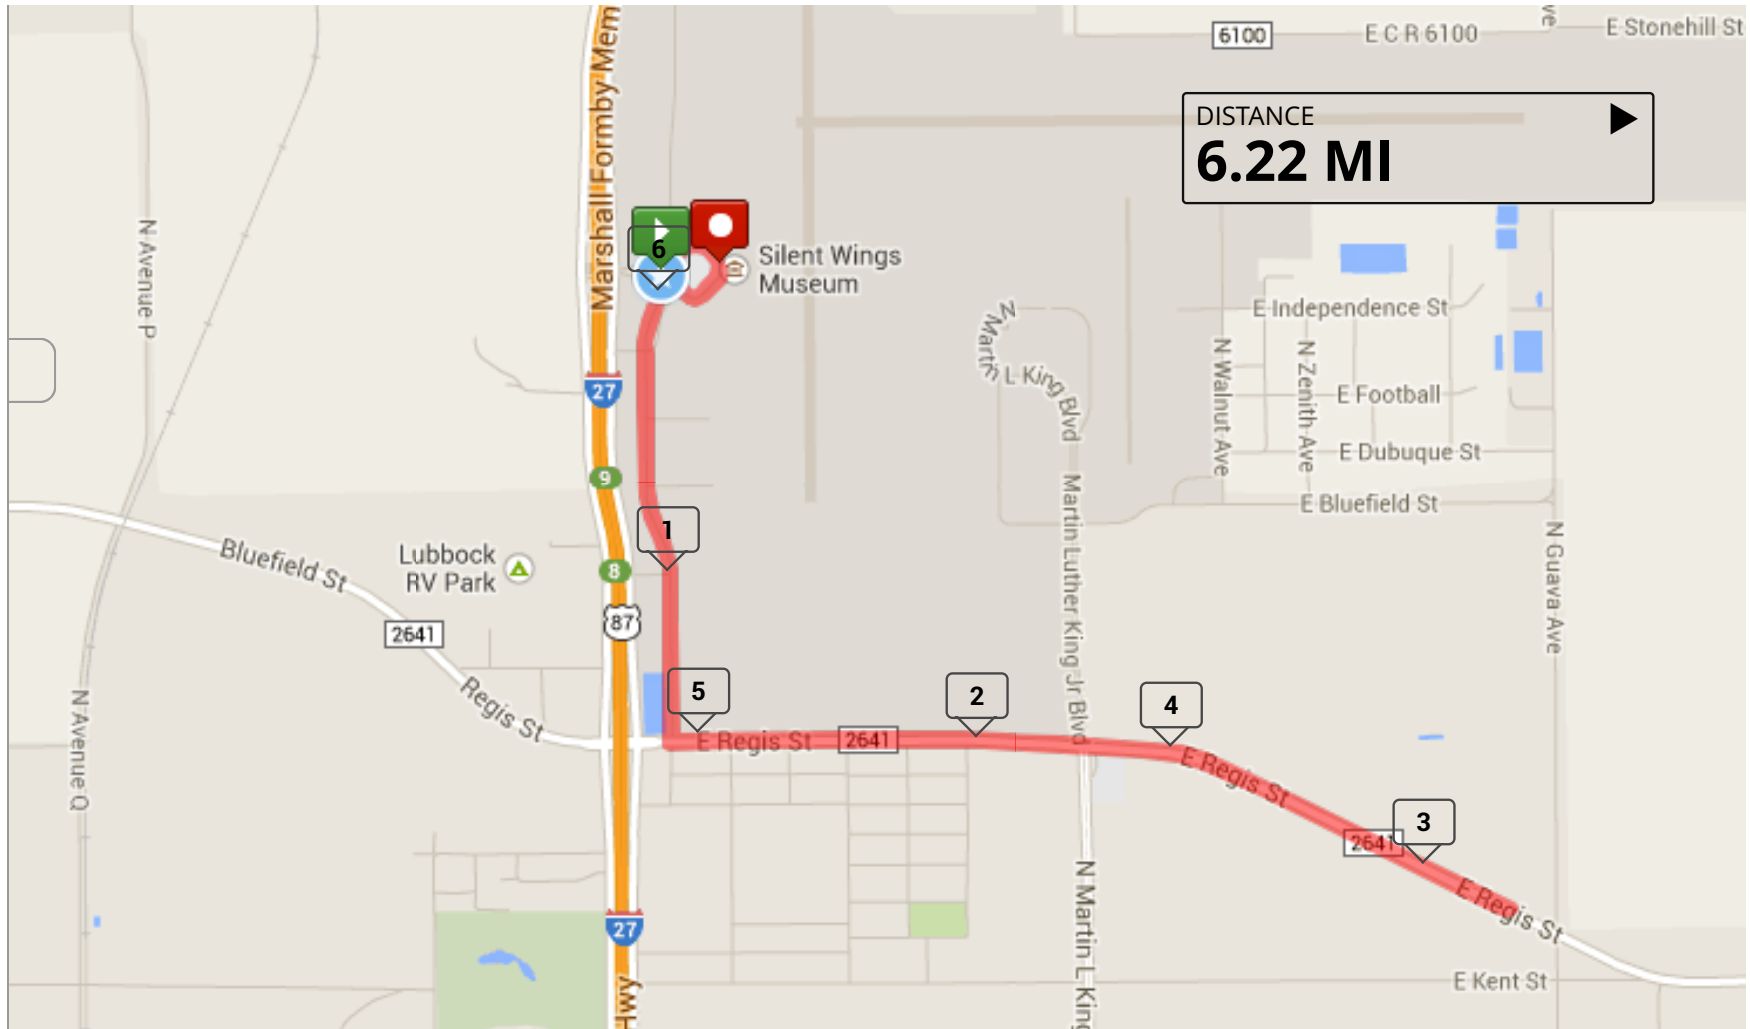 ve
E C R 6100
6100
E Stonehill St
Marshall Formby Mem
DISTANCE
6.22 MI
N Avenue P
6
Silent Wings
Museum
E Independence St
N Martin L King Blvd
N Walnut Ave
N Zenith Ave
27
E Football
E Dubuque St
9
E Bluefield St
Martin Luther King Jr Blvd
1
N Guava Ave
Bluefield St
Lubbock
RV Park
8
87
2641
5
2
4
N Avenue Q
Regis St
E Regis St
2641
E Regis St
3
2641
E Regis St
N Martin L King
27
E Kent St
Hwy